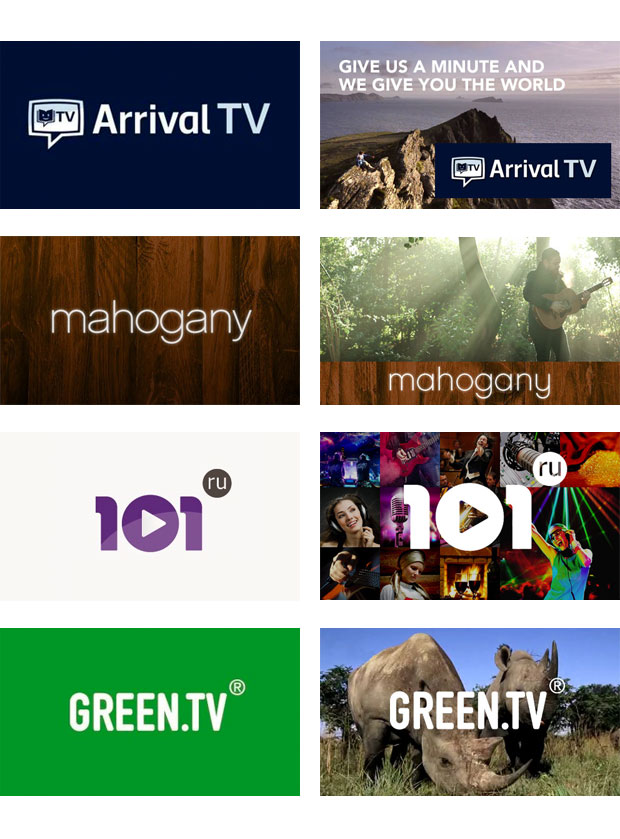 TV Arrival TV
GIVE US A MINUTE AND
WE GIVE YOU THE WORLD
TV Arrival TV
mahogany
mahogany
101 ru
101 ru
GREEN.TV®
GREEN.TV®